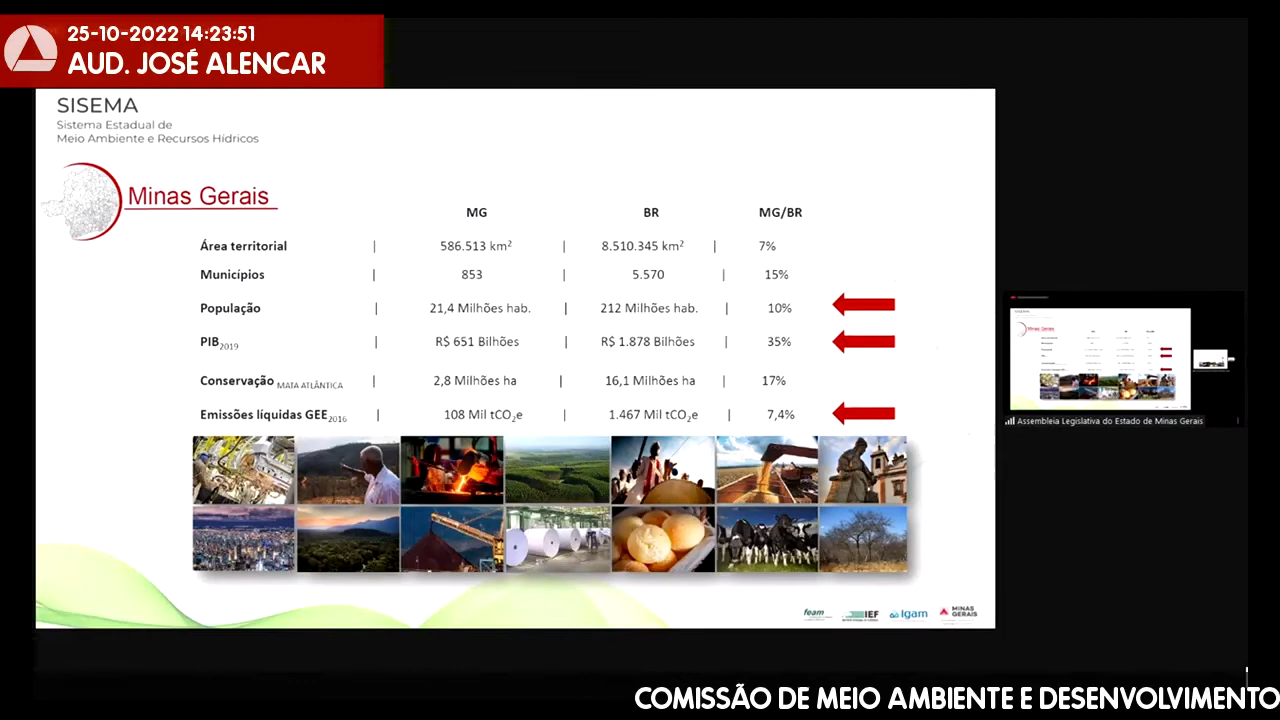 25-10-2022 14:23:51
AUD. JOSÉ ALENCAR
SISEMA
Sistema Estadual de
Meio Ambiente e Recursos Hídricos
Minas Gerais
MG BR MG/BR
Área territorial | 586.513 km² | 8.510.345 km² | 7%
Municípios | 853 | 5.570 | 15%
População | 21,4 Milhões hab. | 212 Milhões hab. | 10%
PIB2019 | R$ 651 Bilhões | R$ 1.878 Bilhões | 35%
Conservação MATA ATLÂNTICA | 2,8 Milhões ha | 16,1 Milhões ha | 17%
Emissões líquidas GEE2016 | 108 Mil tCO2e | 1.467 Mil tCO2e | 7,4%
feam IEF Igam MINAS GERAIS
Assembleia Legislativa do Estado de Minas Gerais
COMISSÃO DE MEIO AMBIENTE E DESENVOLVIMENTO